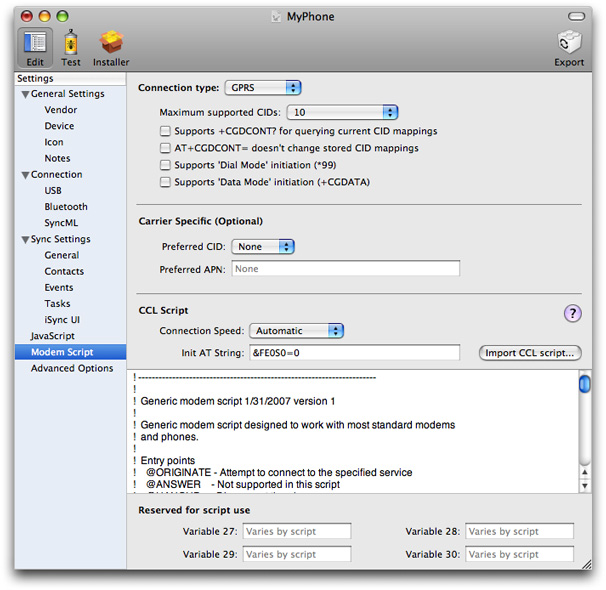 MyPhone
Edit Test Installer Export
Settings
General Settings
Vendor
Device
Icon
Notes
Connection
USB
Bluetooth
SyncML
Sync Settings
General
Contacts
Events
Tasks
iSync UI
JavaScript
Modem Script
Advanced Options
Connection type: GPRS
Maximum supported CIDs: 10
Supports +CGDCONT? for querying current CID mappings
AT+CGDCONT= doesn't change stored CID mappings
Supports 'Dial Mode' initiation (*99)
Supports 'Data Mode' initiation (+CGDATA)
Carrier Specific (Optional)
Preferred CID: None
Preferred APN: None
CCL Script
?
Connection Speed: Automatic
Init AT String: &FE0S0=0 Import CCL script...
! ----------------------------------------------------------------------
!
! Generic modem script 1/31/2007 version 1
!
! Generic modem script designed to work with most standard modems
! and phones.
!
! Entry points
! @ORIGINATE - Attempt to connect to the specified service
! @ANSWER - Not supported in this script
Reserved for script use
Variable 27: Varies by script Variable 28: Varies by script
Variable 29: Varies by script Variable 30: Varies by script